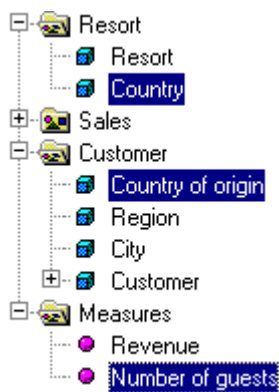 Resort
Resort
Country
Sales
Customer
Country of origin
Region
City
Customer
Measures
Revenue
Number of guests